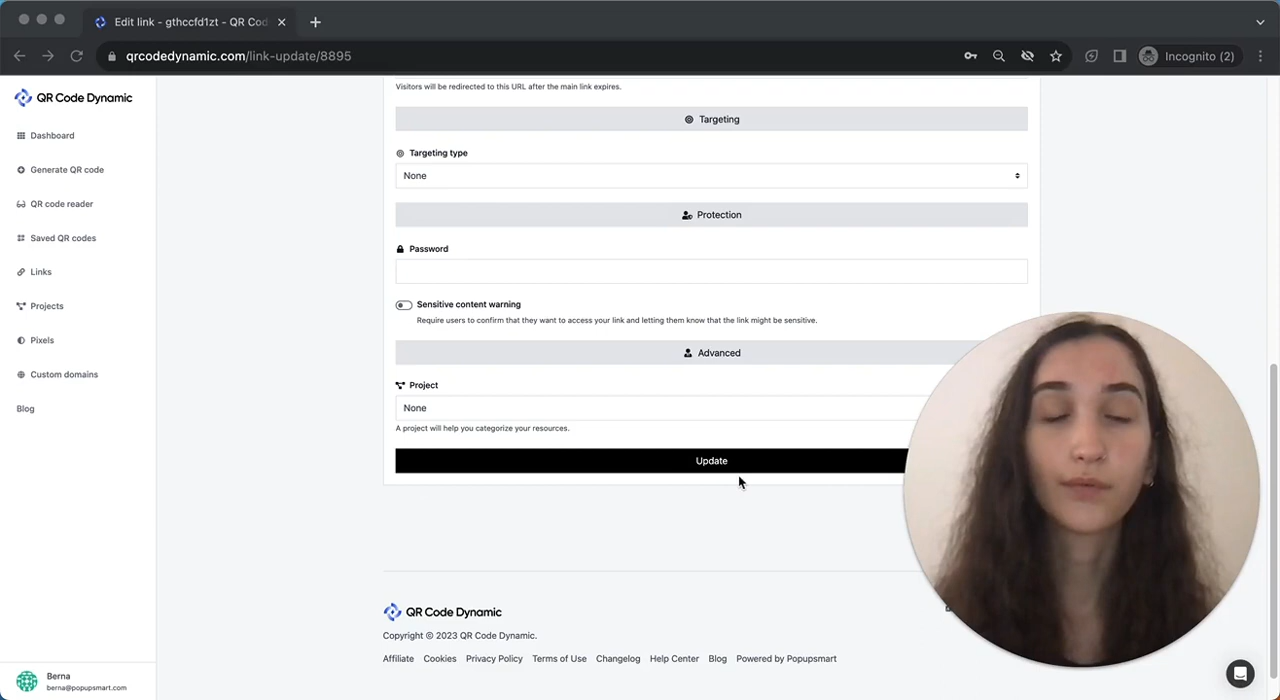 Edit link - gthccfd1zt - QR Cod
qrcodedynamic.com/link-update/8895
Incognito (2)
QR Code Dynamic
Dashboard
Generate QR code
QR code reader
Saved QR codes
Links
Projects
Pixels
Custom domains
Blog
Berna
berna@popupsmart.com
Visitors will be redirected to this URL after the main link expires.
Targeting
Targeting type
None
Protection
Password
Sensitive content warning
Require users to confirm that they want to access your link and letting them know that the link might be sensitive.
Advanced
Project
None
A project will help you categorize your resources.
Update
QR Code Dynamic
Copyright © 2023 QR Code Dynamic.
Affiliate Cookies Privacy Policy Terms of Use Changelog Help Center Blog Powered by Popupsmart